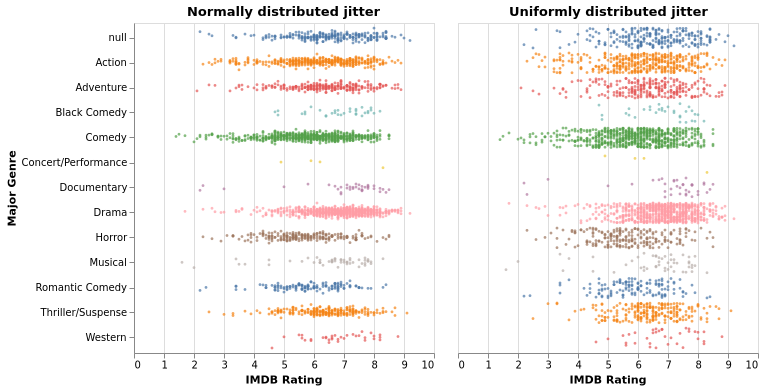 Normally distributed jitter
Uniformly distributed jitter
Major Genre
null
Action
Adventure
Black Comedy
Comedy
Concert/Performance
Documentary
Drama
Horror
Musical
Romantic Comedy
Thriller/Suspense
Western
0 1 2 3 4 5 6 7 8 9 10
0 1 2 3 4 5 6 7 8 9 10
IMDB Rating
IMDB Rating